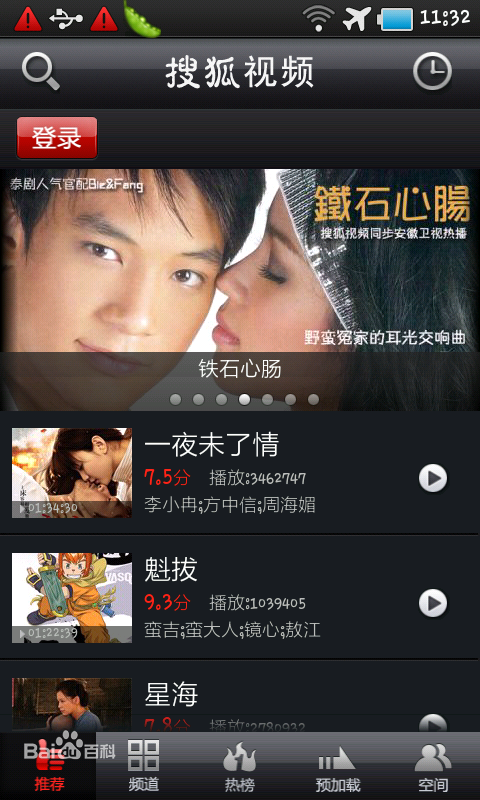 11:32
搜狐视频
登录
泰剧人气官配Bie&Fang
鐵石心腸
搜狐视频同步安徽卫视热播
野蛮冤家的耳光交响曲
铁石心肠
一夜未了情
7.5分 播放:3462747
李小冉;方中信;周海媚
01:34:30
魁拔
9.3分 播放:1039405
蛮吉;蛮大人;镜心;敖江
01:22:39
星海
7.8分 播放:2780932
Baidu百科
推荐 频道 热榜 预加载 空间